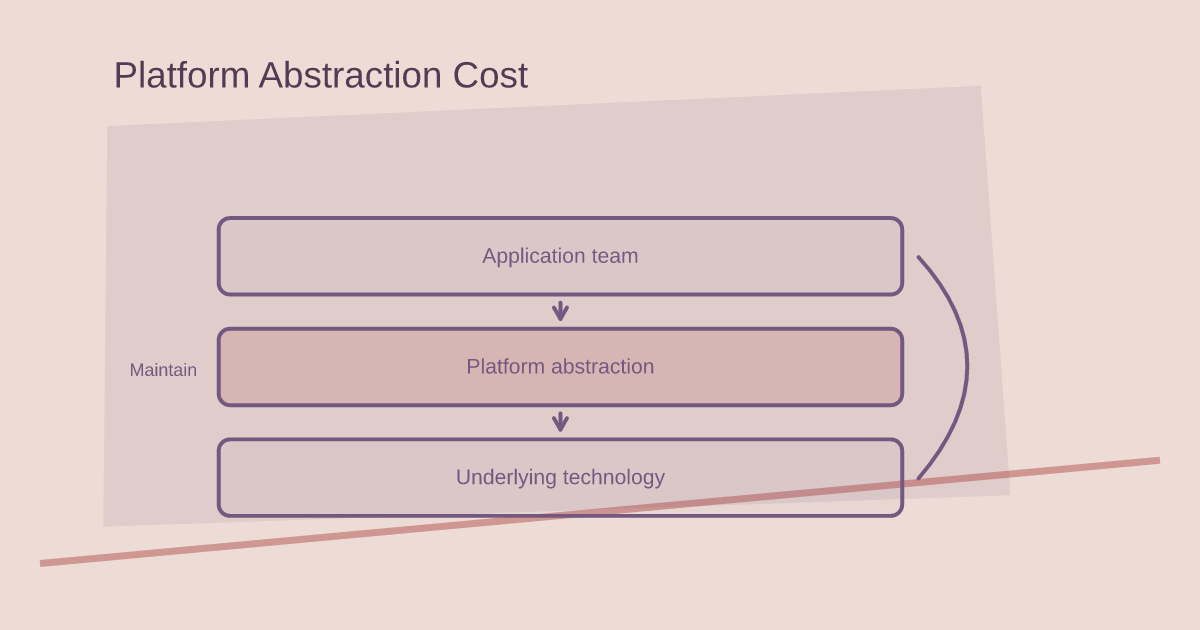 Platform Abstraction Cost
Application team
Maintain
Platform abstraction
Underlying technology